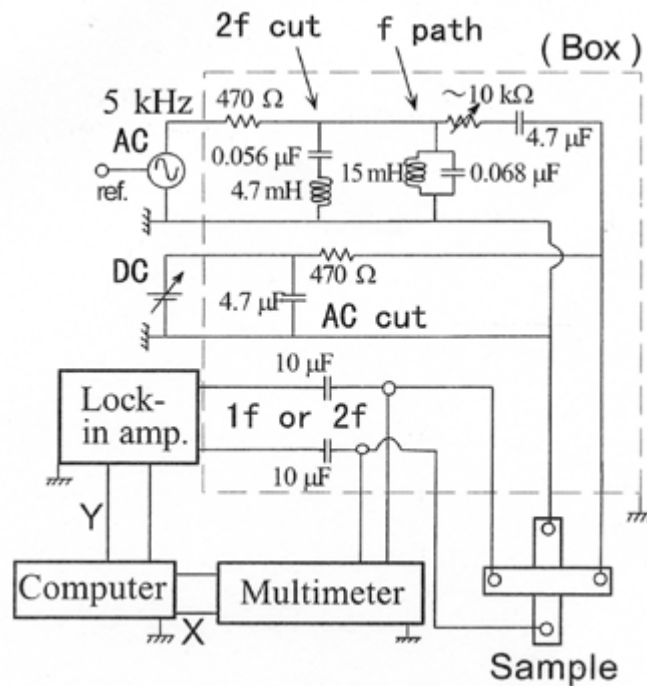 2f cut
f path
(Box)
5 kHz
470 Ω
~10 kΩ
AC
0.056 μF
4.7 μF
ref.
4.7 mH
15 mH
0.068 μF
DC
470 Ω
4.7 μF
AC cut
10 μF
Lock-
in amp.
1f or 2f
10 μF
Y
Computer
X
Multimeter
Sample